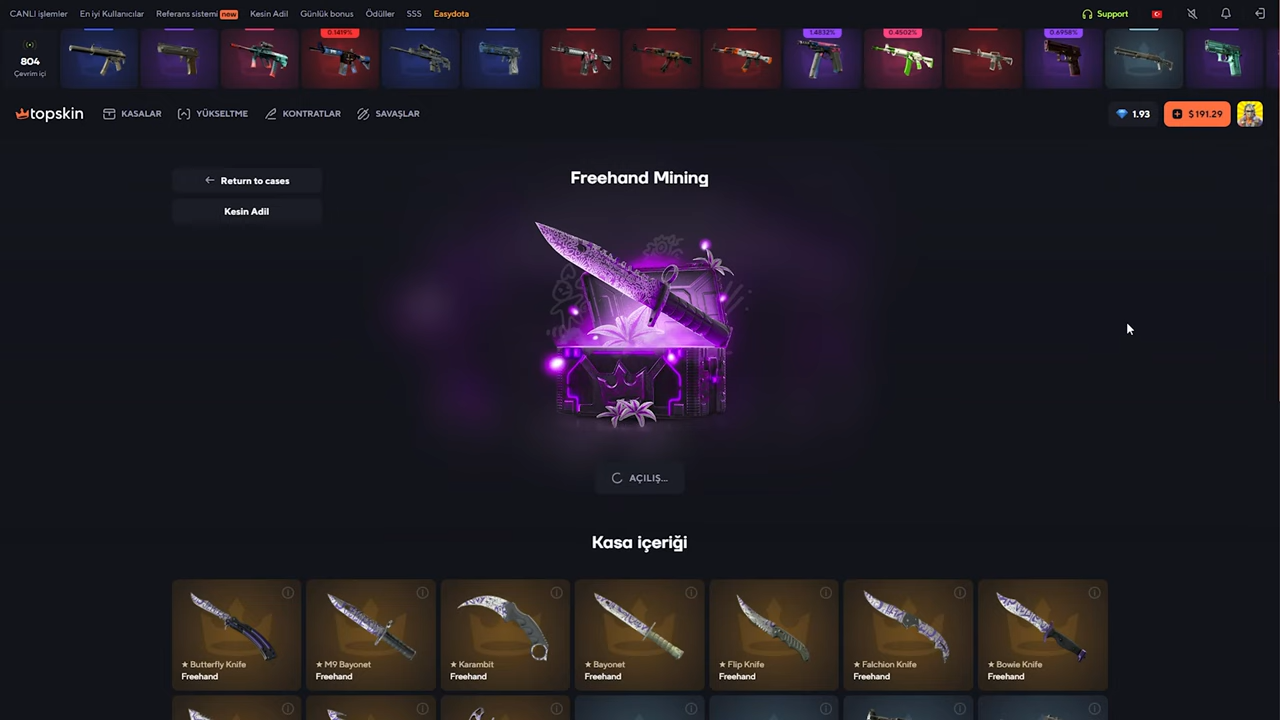 CANLI işlemler En iyi Kullanıcılar Referans sistemi new Kesin Adil Günlük bonus Ödüller SSS Easydota Support
804
Çevrim içi
0.1419% 1.4832% 0.4502% 0.6958%
topskin KASALAR YÜKSELTME KONTRATLAR SAVAŞLAR 1.93 $ 191.29
Return to cases
Kesin Adil
Freehand Mining
AÇILIŞ...
Kasa içeriği
★ Butterfly Knife
Freehand
★ M9 Bayonet
Freehand
★ Karambit
Freehand
★ Bayonet
Freehand
★ Flip Knife
Freehand
★ Falchion Knife
Freehand
★ Bowie Knife
Freehand